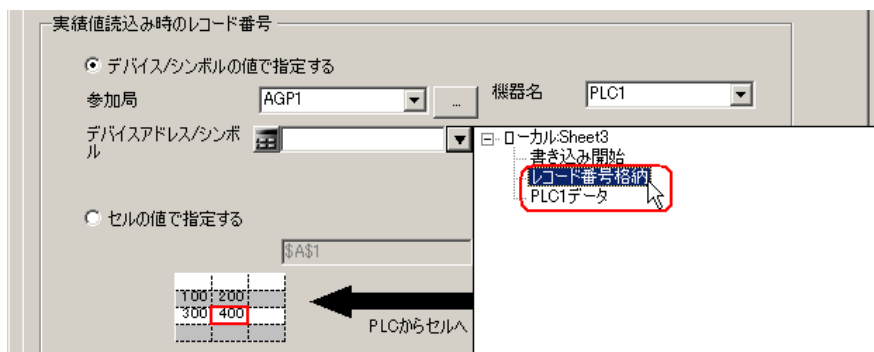 実績値読込み時のレコード番号
デバイス/シンボルの値で指定する
参加局 AGP1 ... 機器名 PLC1
デバイスアドレス/シンボ
ル
ローカル:Sheet3
書き込み開始
レコード番号格納
PLC1データ
セルの値で指定する
$A$1
100 200
300 400
PLCからセルへ